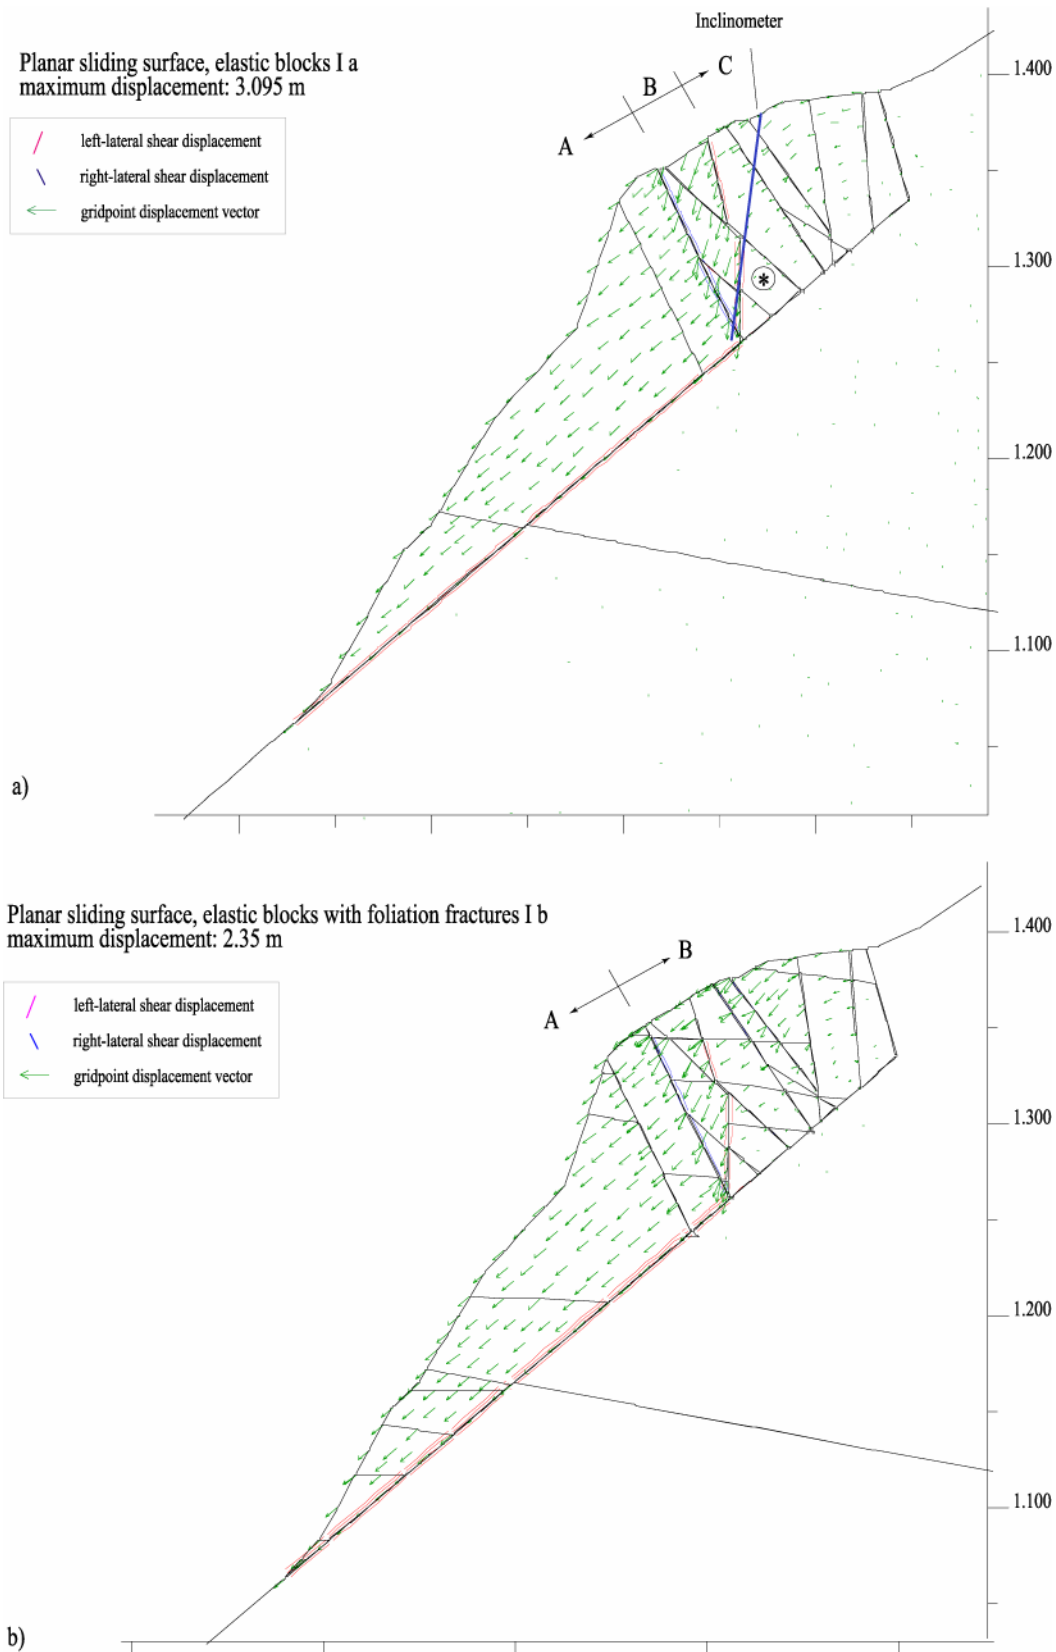 Inclinometer
Planar sliding surface, elastic blocks I a
maximum displacement: 3.095 m
left-lateral shear displacement
right-lateral shear displacement
gridpoint displacement vector
A
B
C
*
1.400
1.300
1.200
1.100
a)
Planar sliding surface, elastic blocks with foliation fractures I b
maximum displacement: 2.35 m
left-lateral shear displacement
right-lateral shear displacement
gridpoint displacement vector
A
B
1.400
1.300
1.200
1.100
b)